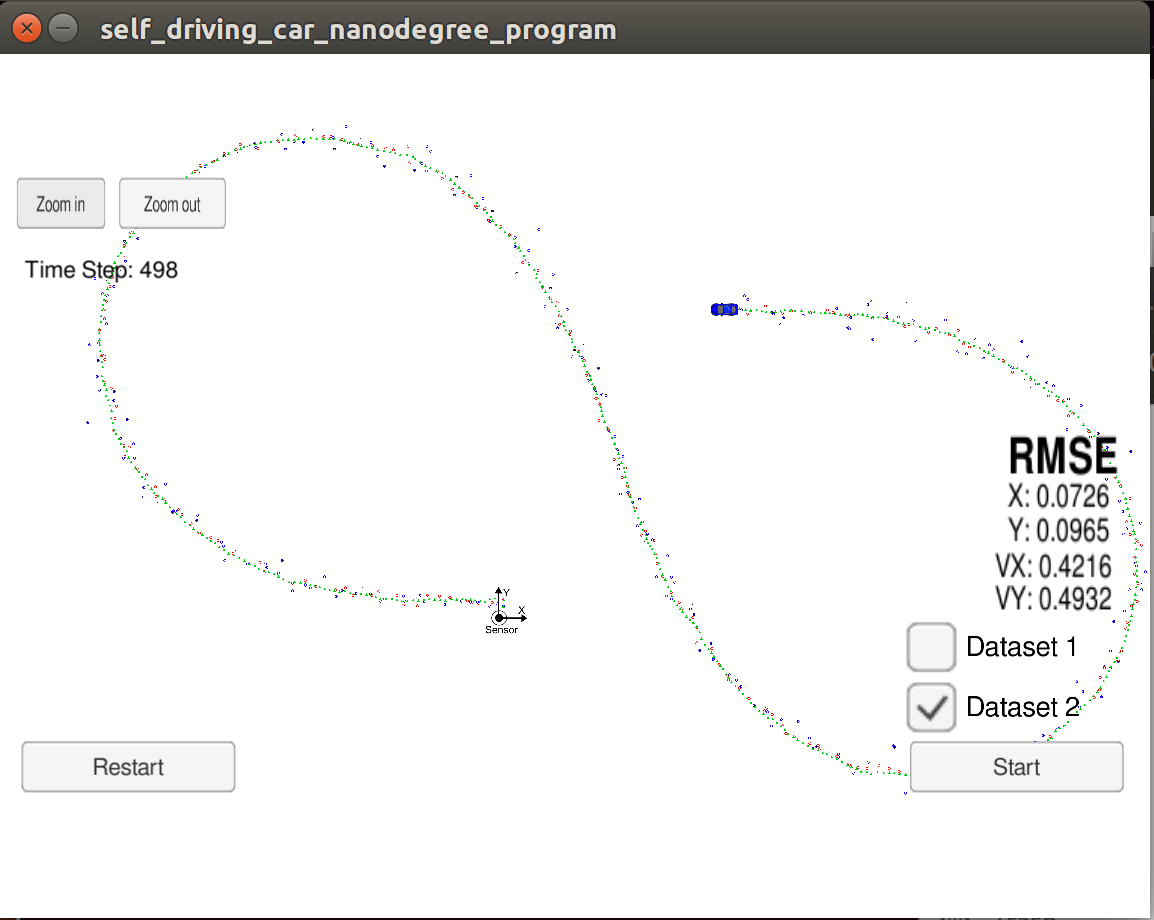 self_driving_car_nanodegree_program
Zoom in
Zoom out
Time Step: 498
RMSE
X: 0.0726
Y: 0.0965
VX: 0.4216
VY: 0.4932
Y
X
Sensor
Dataset 1
Dataset 2
Restart
Start